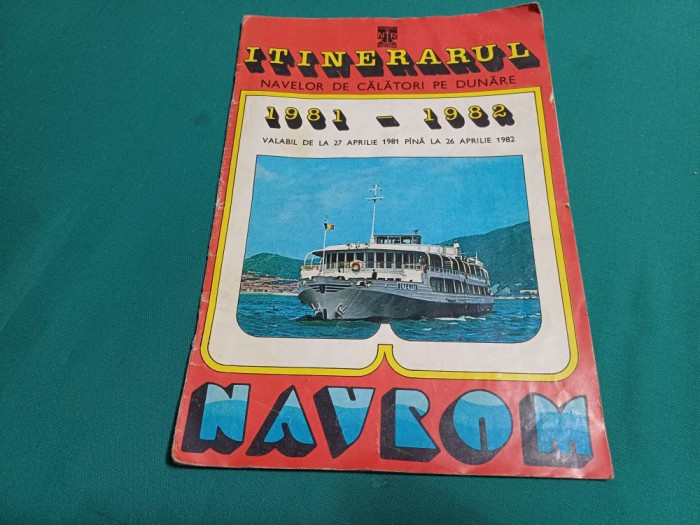 ITINERARUL
NAVELOR DE CĂLĂTORI PE DUNĂRE
1981 - 1982
VALABIL DE LA 27 APRILIE 1981 PÎNĂ LA 26 APRILIE 1982
OLTENIȚA
NAVROM